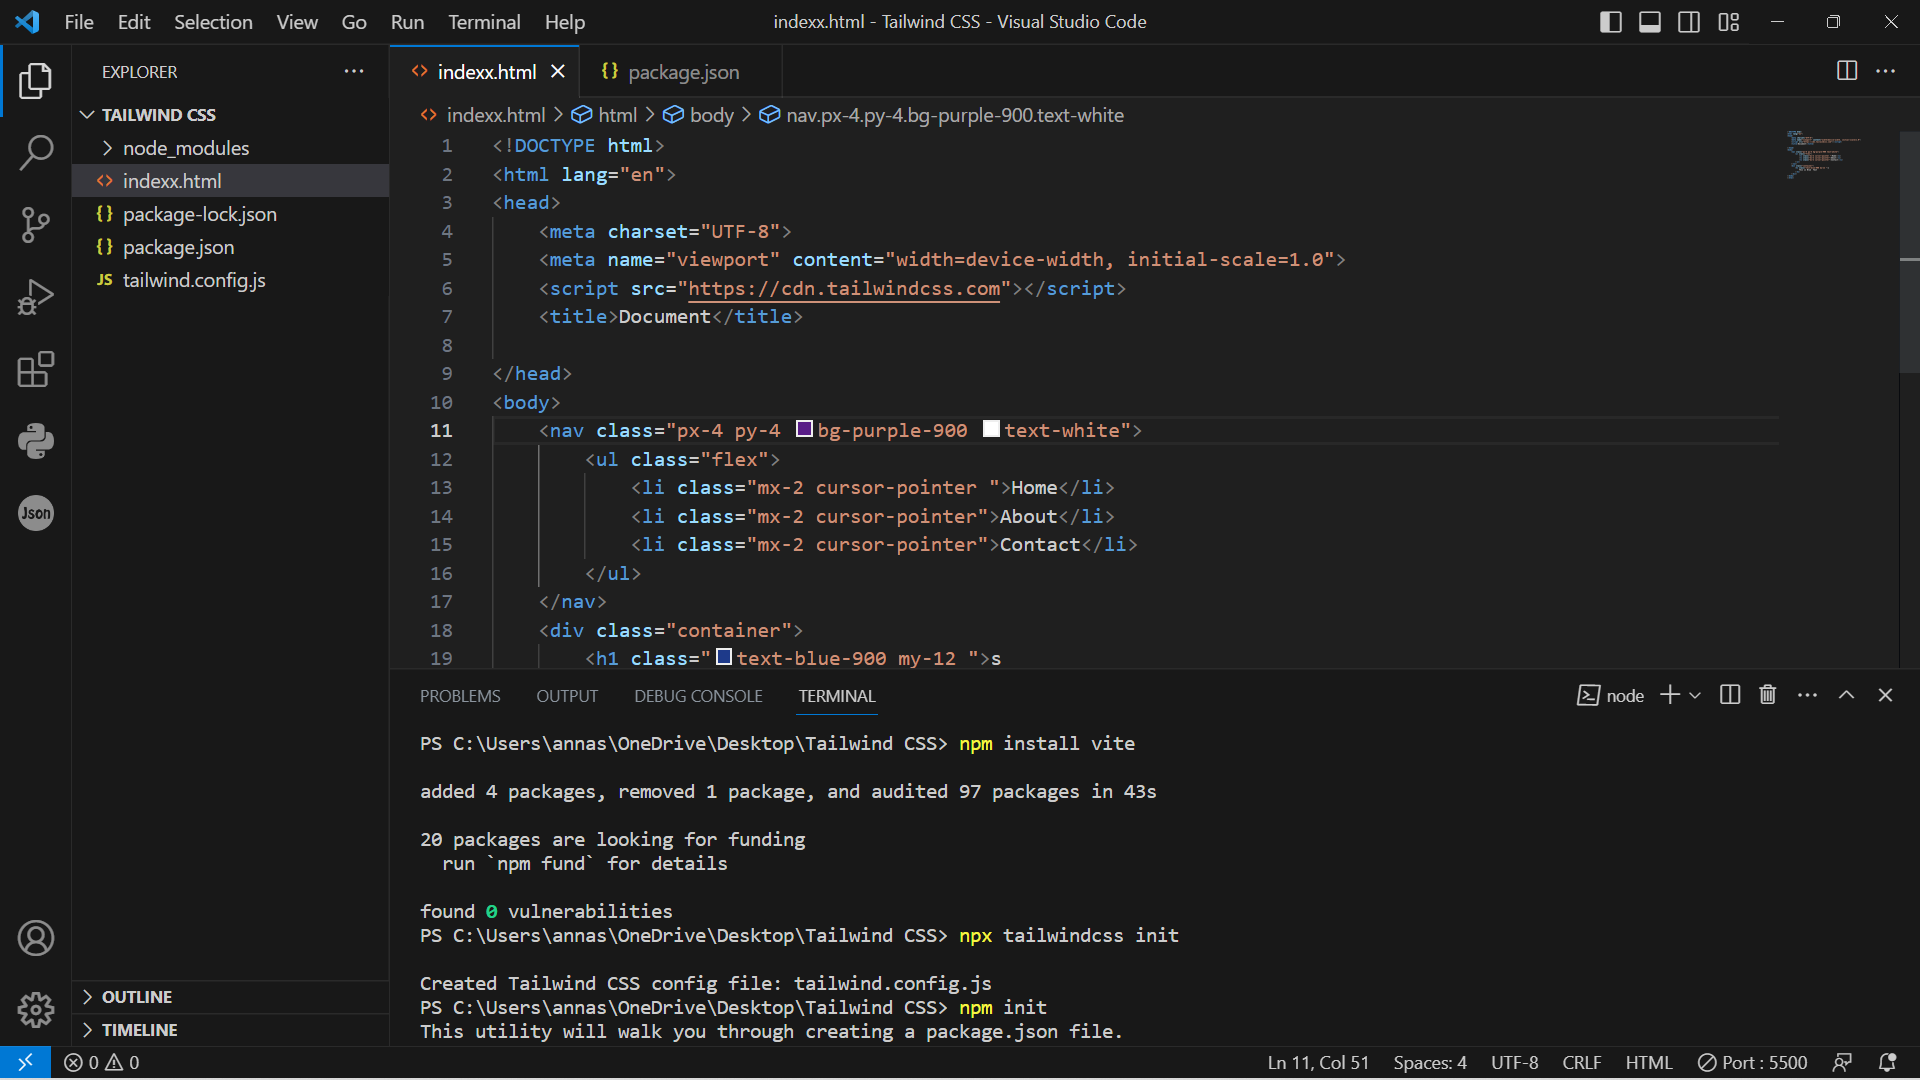 File Edit Selection View Go Run Terminal Help
indexx.html - Tailwind CSS - Visual Studio Code
EXPLORER
TAILWIND CSS
node_modules
indexx.html
package-lock.json
package.json
JS tailwind.config.js
OUTLINE
TIMELINE
Json
indexx.html
package.json
indexx.html > html > body > nav.px-4.py-4.bg-purple-900.text-white
1 <!DOCTYPE html>
2 <html lang="en">
3 <head>
4 <meta charset="UTF-8">
5 <meta name="viewport" content="width=device-width, initial-scale=1.0">
6 <script src="https://cdn.tailwindcss.com"></script>
7 <title>Document</title>
8
9 </head>
10 <body>
11 <nav class="px-4 py-4 bg-purple-900 text-white">
12 <ul class="flex">
13 <li class="mx-2 cursor-pointer ">Home</li>
14 <li class="mx-2 cursor-pointer">About</li>
15 <li class="mx-2 cursor-pointer">Contact</li>
16 </ul>
17 </nav>
18 <div class="container">
19 <h1 class="text-blue-900 my-12 ">s
PROBLEMS OUTPUT DEBUG CONSOLE TERMINAL
node
PS C:\Users\annas\OneDrive\Desktop\Tailwind CSS> npm install vite
added 4 packages, removed 1 package, and audited 97 packages in 43s
20 packages are looking for funding
run `npm fund` for details
found 0 vulnerabilities
PS C:\Users\annas\OneDrive\Desktop\Tailwind CSS> npx tailwindcss init
Created Tailwind CSS config file: tailwind.config.js
PS C:\Users\annas\OneDrive\Desktop\Tailwind CSS> npm init
This utility will walk you through creating a package.json file.
0 0
Ln 11, Col 51 Spaces: 4 UTF-8 CRLF HTML Port : 5500